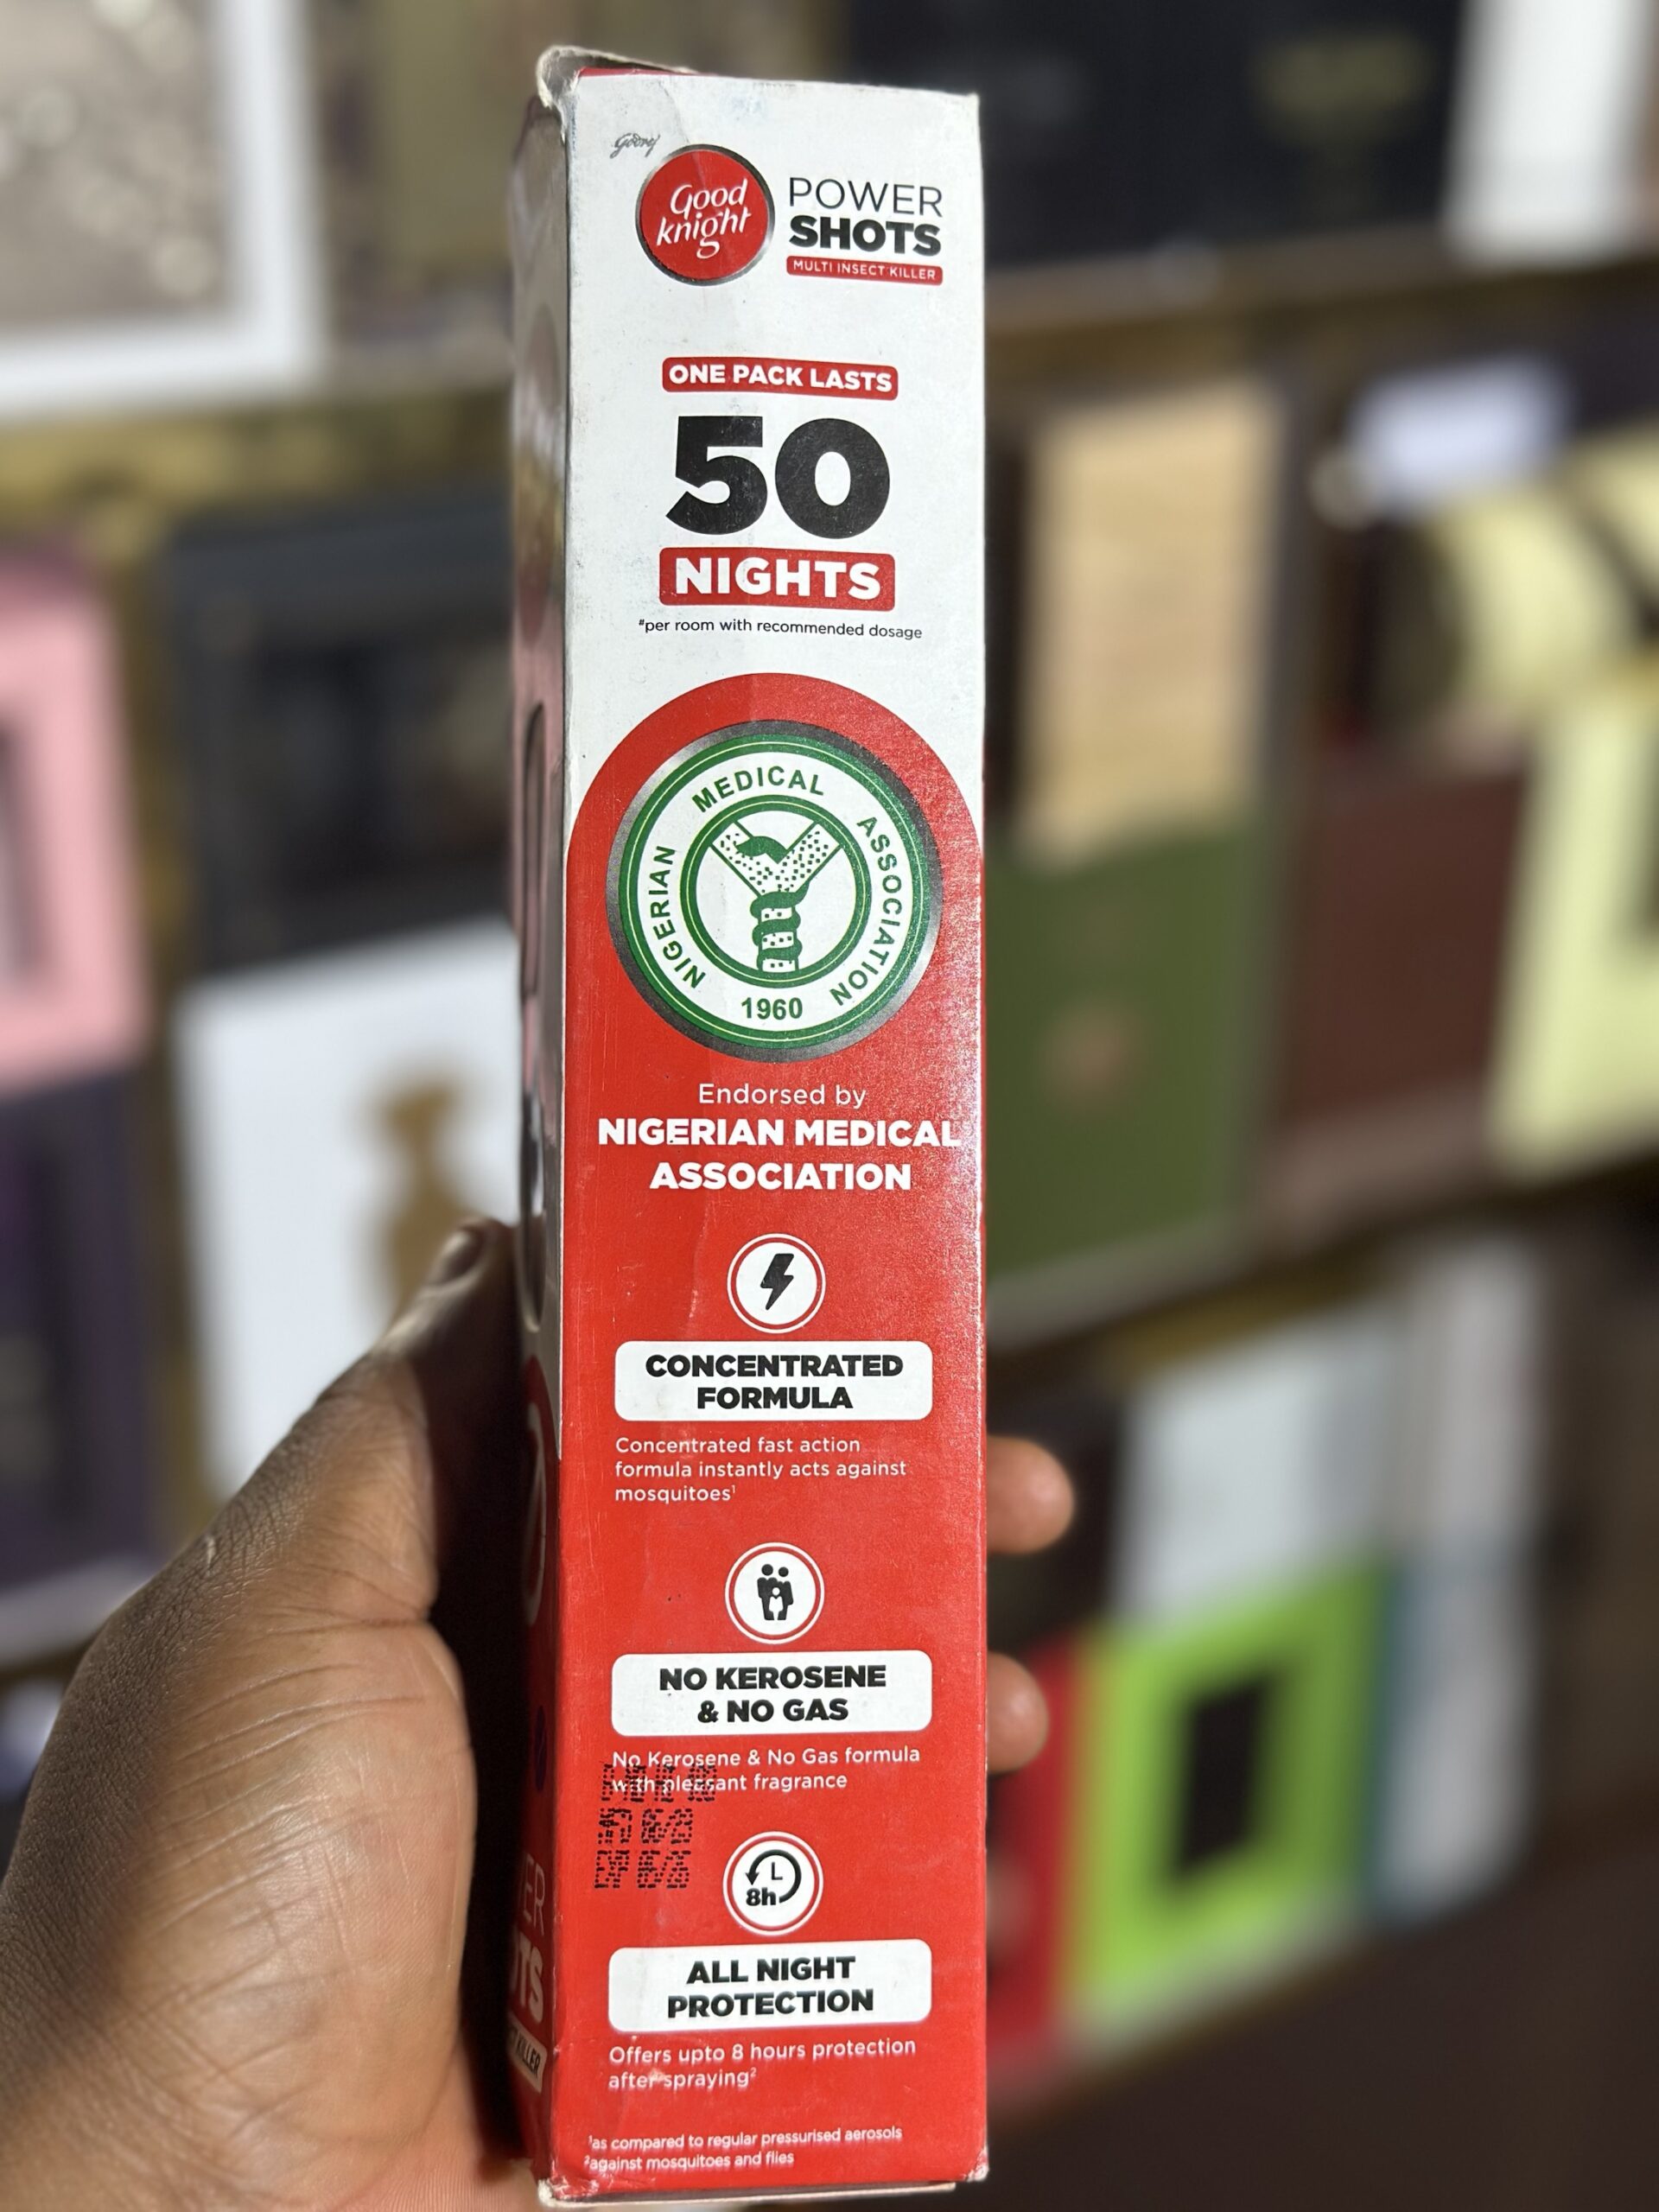 Godrej
Good
knight
POWER
SHOTS
MULTI INSECT KILLER
ONE PACK LASTS
50
NIGHTS
#per room with recommended dosage
NIGERIAN MEDICAL ASSOCIATION
1960
Endorsed by
NIGERIAN MEDICAL
ASSOCIATION
CONCENTRATED
FORMULA
Concentrated fast action
formula instantly acts against
mosquitoes¹
NO KEROSENE
& NO GAS
No Kerosene & No Gas formula
with pleasant fragrance
8h
ALL NIGHT
PROTECTION
Offers upto 8 hours protection
after spraying²
¹as compared to regular pressurised aerosols
²against mosquitoes and flies
ER
OTS
KILLER